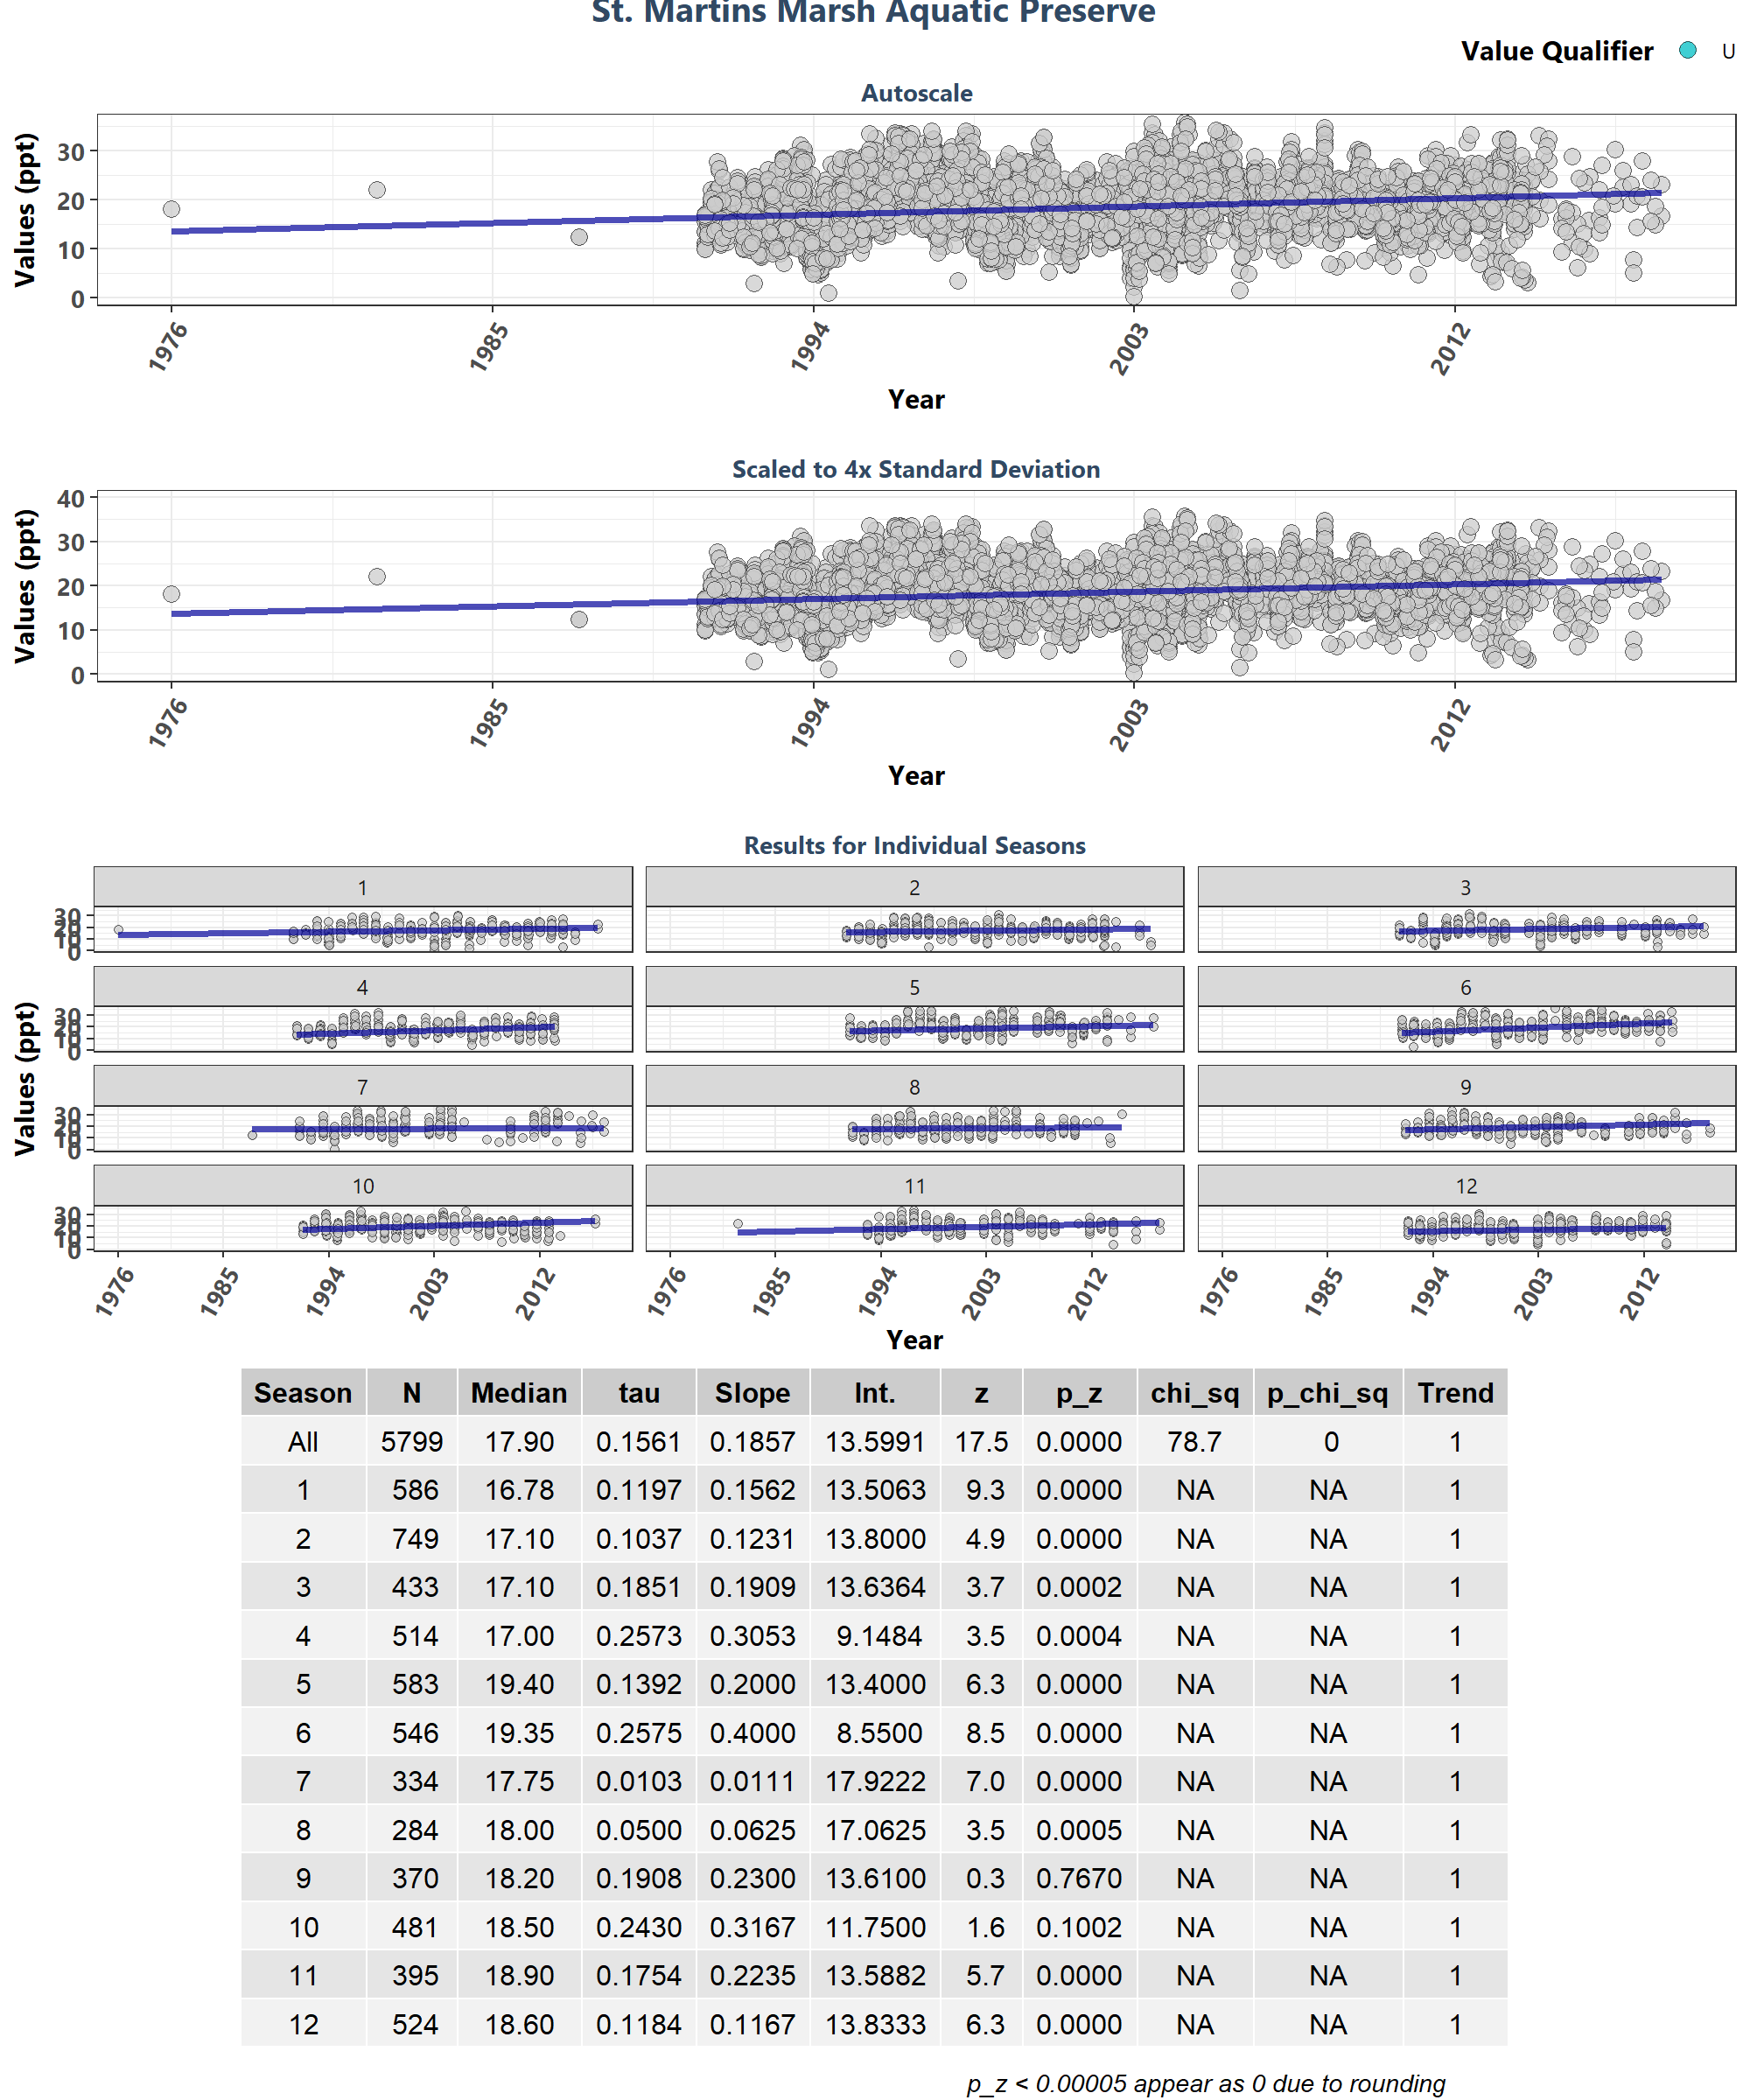 St. Martins Marsh Aquatic Preserve
Value Qualifier U
Autoscale
Values (ppt)
30
20
10
0
1976 1985 1994 2003 2012
Year
Scaled to 4x Standard Deviation
Values (ppt)
40
30
20
10
0
1976 1985 1994 2003 2012
Year
Results for Individual Seasons
Values (ppt)
1 2 3
30
20
10
0
4 5 6
30
20
10
0
7 8 9
30
20
10
0
10 11 12
30
20
10
0
1976 1985 1994 2003 2012 1976 1985 1994 2003 2012 1976 1985 1994 2003 2012
Year
Season N Median tau Slope Int. z p_z chi_sq p_chi_sq Trend
All 5799 17.90 0.1561 0.1857 13.5991 17.5 0.0000 78.7 0 1
1 586 16.78 0.1197 0.1562 13.5063 9.3 0.0000 NA NA 1
2 749 17.10 0.1037 0.1231 13.8000 4.9 0.0000 NA NA 1
3 433 17.10 0.1851 0.1909 13.6364 3.7 0.0002 NA NA 1
4 514 17.00 0.2573 0.3053 9.1484 3.5 0.0004 NA NA 1
5 583 19.40 0.1392 0.2000 13.4000 6.3 0.0000 NA NA 1
6 546 19.35 0.2575 0.4000 8.5500 8.5 0.0000 NA NA 1
7 334 17.75 0.0103 0.0111 17.9222 7.0 0.0000 NA NA 1
8 284 18.00 0.0500 0.0625 17.0625 3.5 0.0005 NA NA 1
9 370 18.20 0.1908 0.2300 13.6100 0.3 0.7670 NA NA 1
10 481 18.50 0.2430 0.3167 11.7500 1.6 0.1002 NA NA 1
11 395 18.90 0.1754 0.2235 13.5882 5.7 0.0000 NA NA 1
12 524 18.60 0.1184 0.1167 13.8333 6.3 0.0000 NA NA 1
p_z < 0.00005 appear as 0 due to rounding